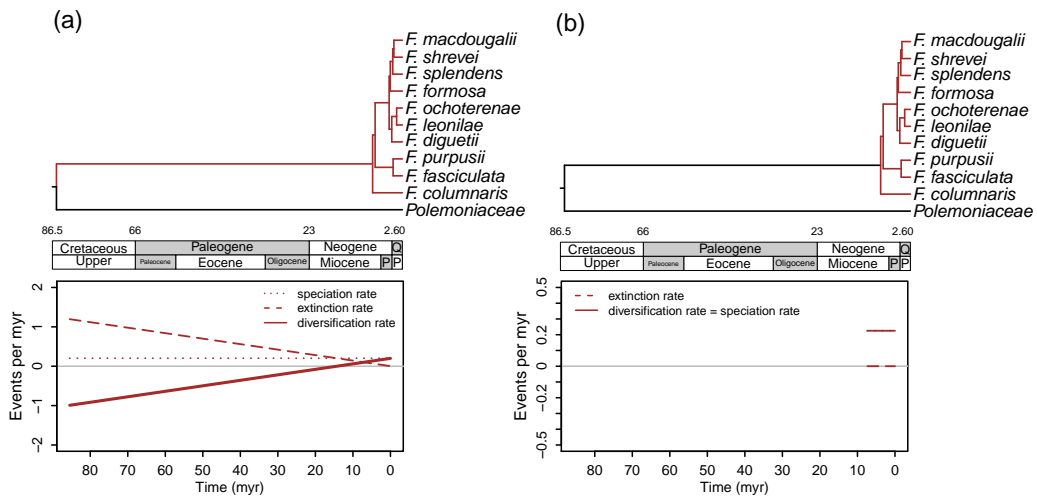 (a)
F. macdougalii
F. shrevei
F. splendens
F. formosa
F. ochoterenae
F. leonilae
F. diguetii
F. purpusii
F. fasciculata
F. columnaris
Polemoniaceae
86.5 66 23 2.60
Cretaceous Paleogene Neogene Q
Upper Paleocene Eocene Oligocene Miocene P P
2
1
0
−1
−2
Events per myr
speciation rate
extinction rate
diversification rate
80 70 60 50 40 30 20 10 0
Time (myr)
(b)
F. macdougalii
F. shrevei
F. splendens
F. formosa
F. ochoterenae
F. leonilae
F. diguetii
F. purpusii
F. fasciculata
F. columnaris
Polemoniaceae
86.5 66 23 2.60
Cretaceous Paleogene Neogene Q
Upper Paleocene Eocene Oligocene Miocene P P
0.5
0.2
0
−0.2
−0.5
Events per myr
extinction rate
diversification rate = speciation rate
80 70 60 50 40 30 20 10 0
Time (myr)